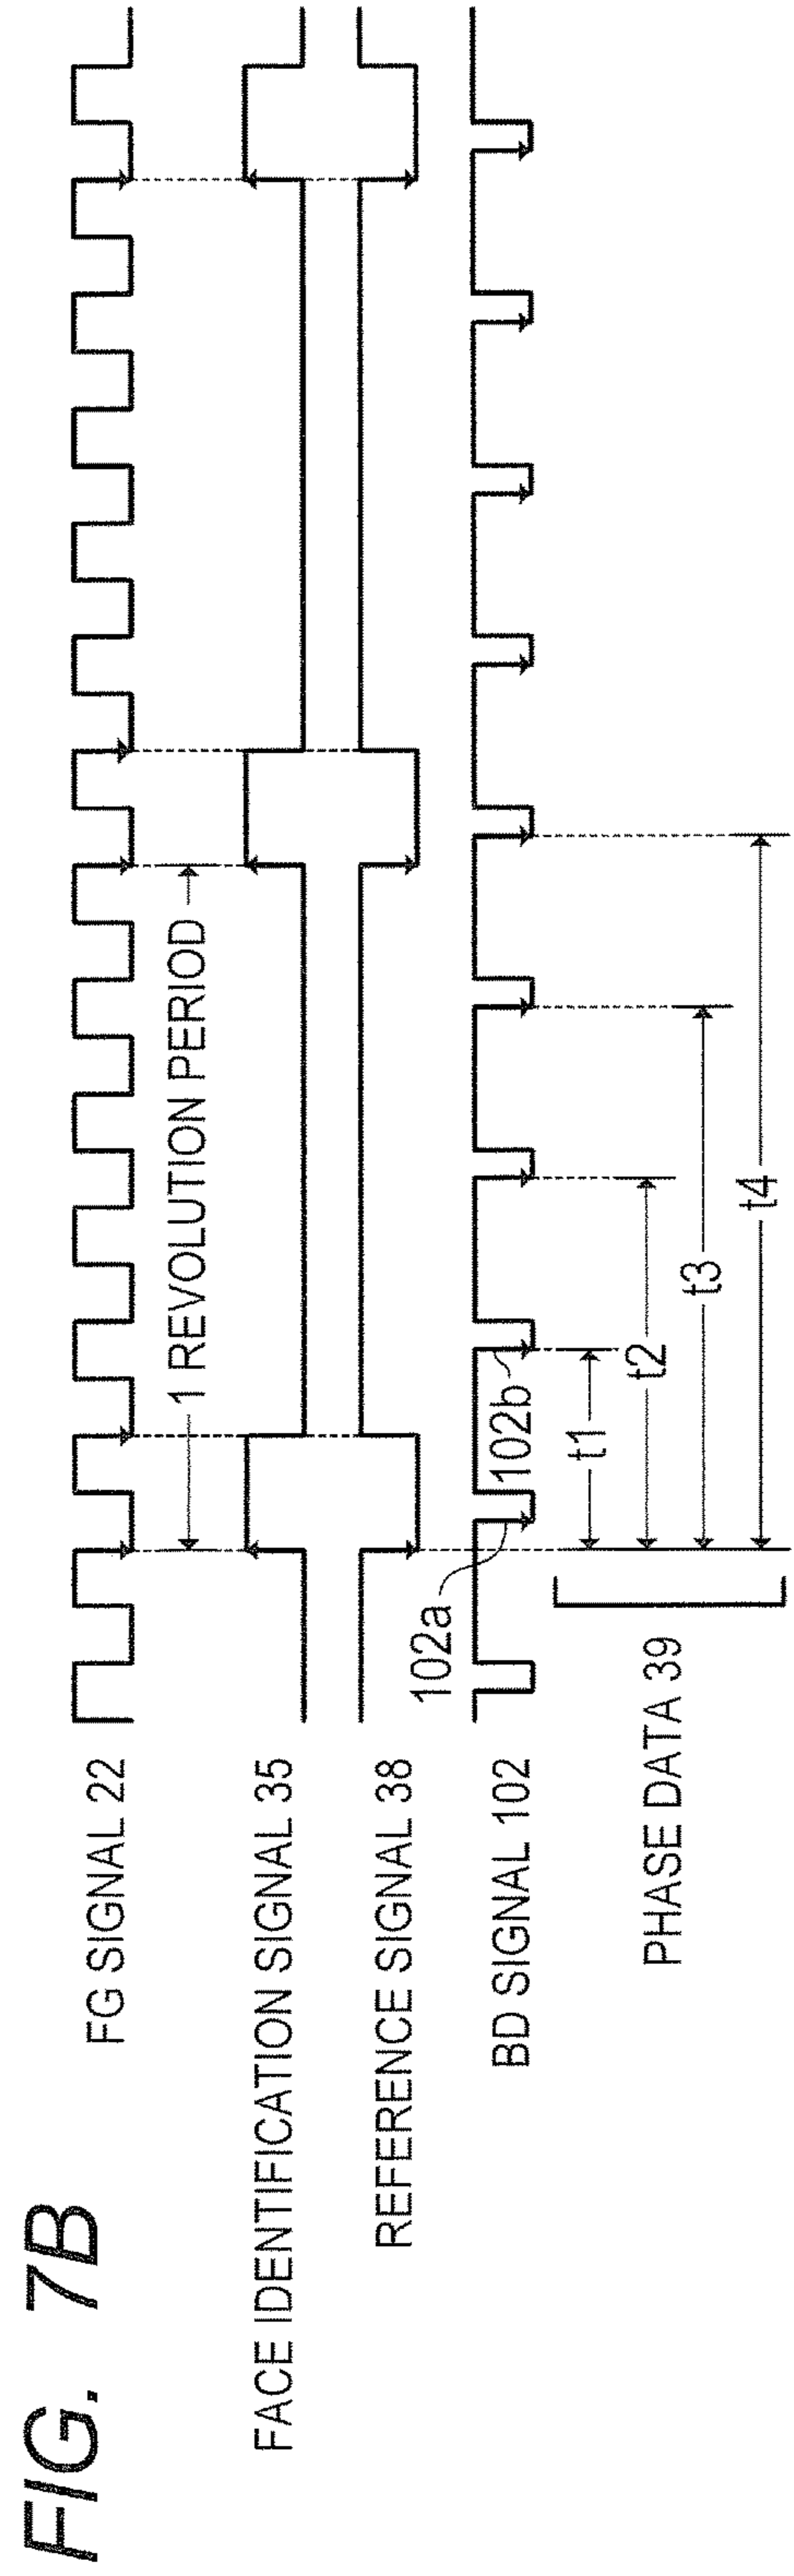 FIG. 7B
FG SIGNAL 22
1 REVOLUTION PERIOD
FACE IDENTIFICATION SIGNAL 35
REFERENCE SIGNAL 38
102a
102b
BD SIGNAL 102
t1
t2
t3
t4
PHASE DATA 39